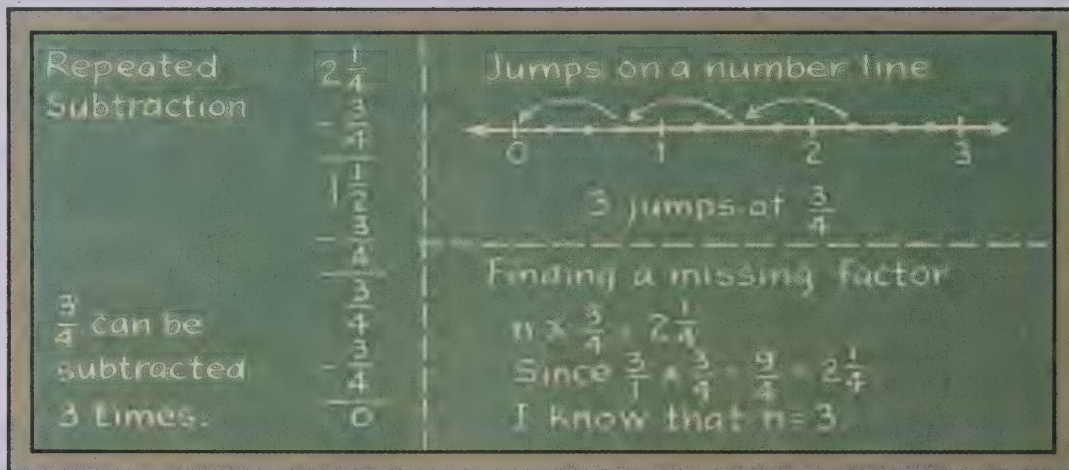 Repeated
Subtraction
2 1/4
- 3/4
1 1/2
- 3/4
3/4
- 3/4
0
3/4 can be
subtracted
3 times.
Jumps on a number line
0 1 2 3
3 jumps of 3/4
Finding a missing factor
n x 3/4 = 2 1/4
Since 3/1 x 3/4 = 9/4 = 2 1/4
I know that n = 3.